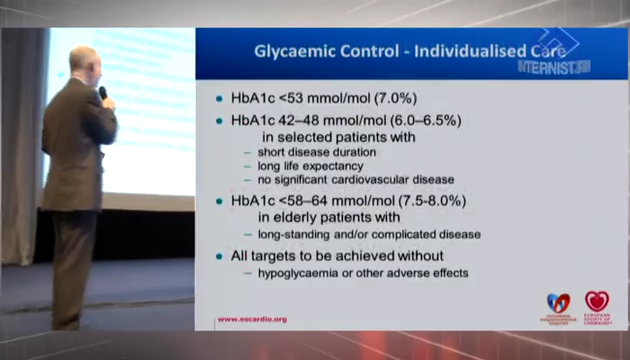 Glycaemic Control - Individualised Care
INTERNIST.RU
HbA1c <53 mmol/mol (7.0%)
HbA1c 42–48 mmol/mol (6.0–6.5%)
in selected patients with
– short disease duration
– long life expectancy
– no significant cardiovascular disease
HbA1c <58–64 mmol/mol (7.5-8.0%)
in elderly patients with
– long-standing and/or complicated disease
All targets to be achieved without
– hypoglycaemia or other adverse effects
www.escardio.org
EUROPEAN
SOCIETY OF
CARDIOLOGY